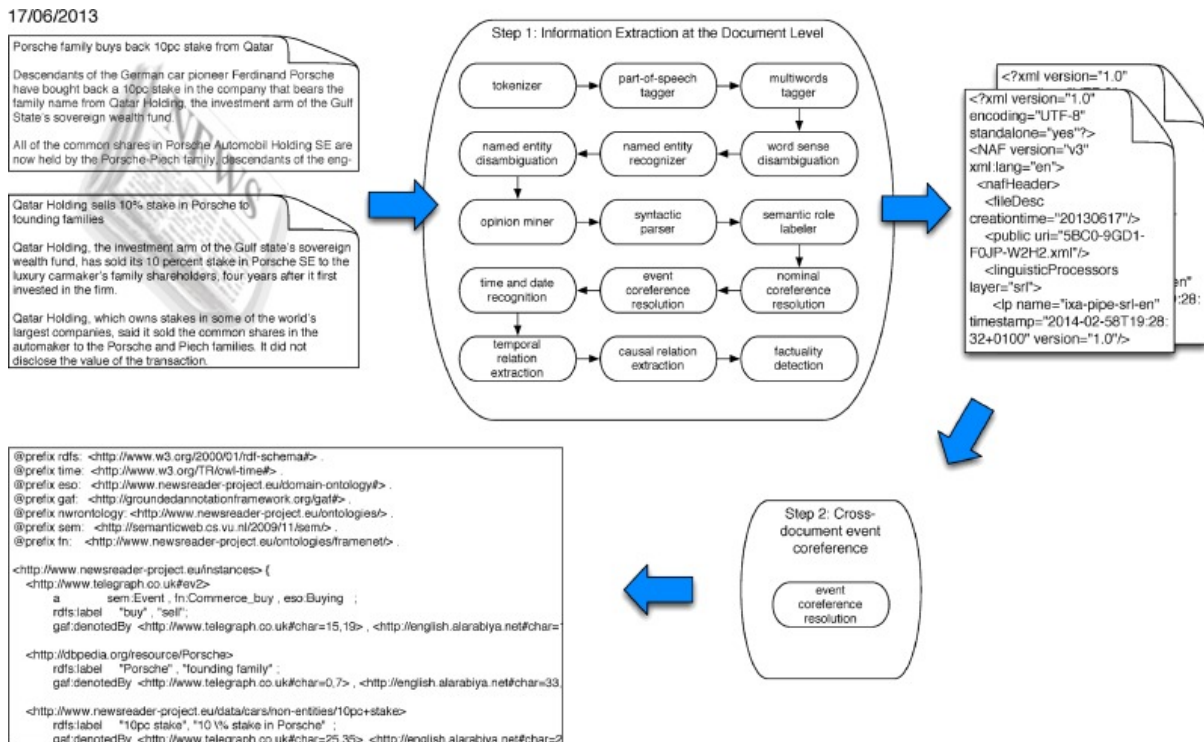 17/06/2013
Porsche family buys back 10pc stake from Qatar
Descendants of the German car pioneer Ferdinand Porsche
have bought back a 10pc stake in the company that bears the
family name from Qatar Holding, the investment arm of the Gulf
State's sovereign wealth fund.
All of the common shares in Porsche Automobil Holding SE are
now held by the Porsche-Piech family, descendants of the eng-
NEWS
Qatar Holding sells 10% stake in Porsche to
founding families
Qatar Holding, the investment arm of the Gulf state's sovereign
wealth fund, has sold its 10 percent stake in Porsche SE to the
luxury carmaker's family shareholders, four years after it first
invested in the firm.
Qatar Holding, which owns stakes in some of the world's
largest companies, said it sold the common shares in the
automaker to the Porsche and Piech families. It did not
disclose the value of the transaction.
Step 1: Information Extraction at the Document Level
tokenizer
part-of-speech
tagger
multiwords
tagger
named entity
disambiguation
named entity
recognizer
word sense
disambiguation
opinion miner
syntactic
parser
semantic role
labeler
time and date
recognition
event
coreference
resolution
nominal
coreference
resolution
temporal
relation
extraction
causal relation
extraction
factuality
detection
<?xml version="1.0"
<?xml version="1.0"
encoding="UTF-8"
standalone="yes"?>
<NAF version="v3"
xml:lang="en">
<nafHeader>
<fileDesc
creationtime="20130617"/>
<public uri="5BC0-9GD1-
F0JP-W2H2.xml"/>
<linguisticProcessors
layer="srl">
<lp name="ixa-pipe-srl-en"
timestamp="2014-02-58T19:28:
32+0100" version="1.0"/>
en"
:28:
Step 2: Cross-
document event
coreference
event
coreference
resolution
@prefix rdfs: <http://www.w3.org/2000/01/rdf-schema#> .
@prefix time: <http://www.w3.org/TR/owl-time#> .
@prefix eso: <http://www.newsreader-project.eu/domain-ontology#> .
@prefix gaf: <http://groundedannotationframework.org/gaf#> .
@prefix nwrontology: <http://www.newsreader-project.eu/ontologies/> .
@prefix sem: <http://semanticweb.cs.vu.nl/2009/11/sem/> .
@prefix fn: <http://www.newsreader-project.eu/ontologies/framenet/> .
<http://www.newsreader-project.eu/instances> {
<http://www.telegraph.co.uk#ev2>
a sem:Event , fn:Commerce_buy , eso:Buying ;
rdfs:label "buy" , "sell";
gaf:denotedBy <http://www.telegraph.co.uk#char=15,19> , <http://english.alarabiya.net#char=
<http://dbpedia.org/resource/Porsche>
rdfs:label "Porsche" , "founding family" ;
gaf:denotedBy <http://www.telegraph.co.uk#char=0,7> , <http://english.alarabiya.net#char=33,
<http://www.newsreader-project.eu/data/cars/non-entities/10pc+stake>
rdfs:label "10pc stake", "10 \% stake in Porsche" ;
gaf:denotedBy <http://www.telegraph.co.uk#char=25,35> <http://english.alarabiya.net#char=2